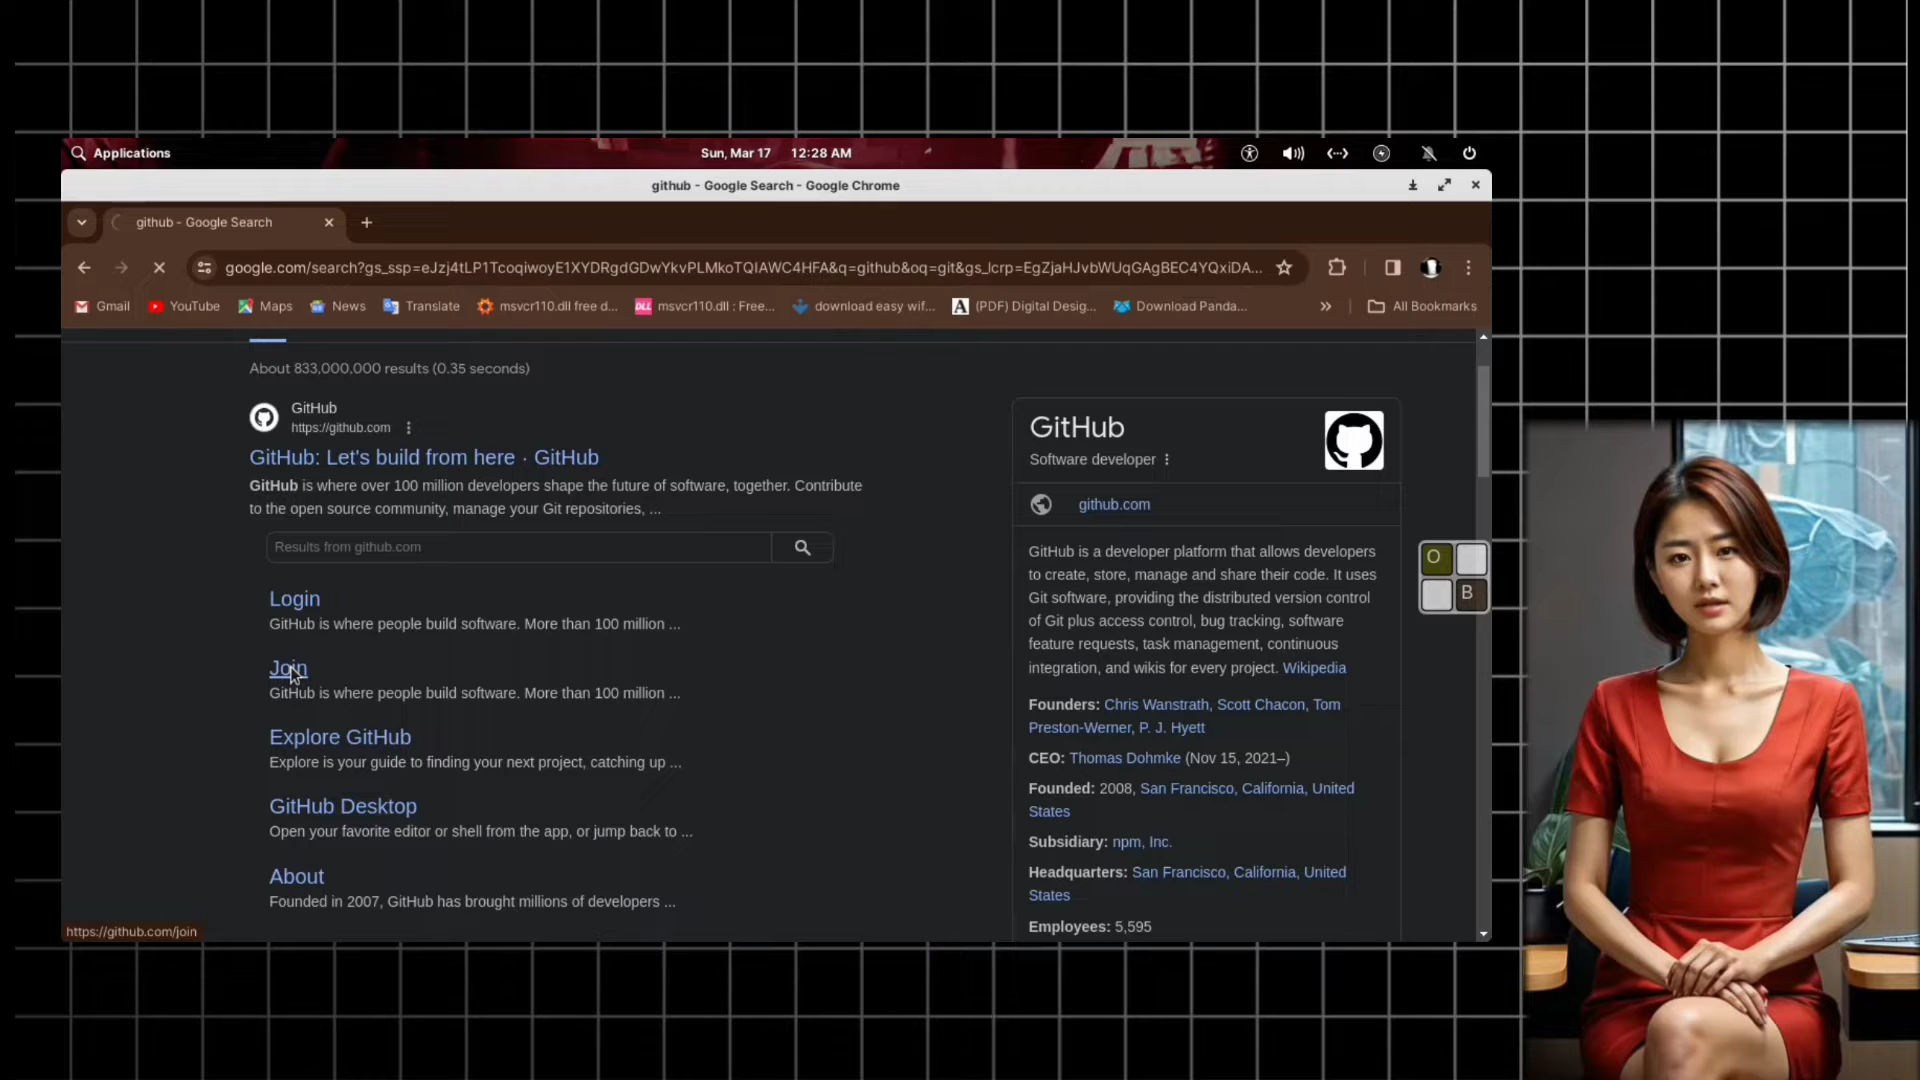 Applications
Sun, Mar 17 12:28 AM
github - Google Search - Google Chrome
github - Google Search
google.com/search?gs_ssp=eJzj4tLP1TcoqiwoyE1XYDRgdGDwYkvPLMkoTQIAWC4HFA&q=github&oq=git&gs_lcrp=EgZjaHJvbWUqGAgBEC4YQxiDA...
Gmail YouTube Maps News Translate msvcr110.dll free d... msvcr110.dll : Free... download easy wif... (PDF) Digital Desig... Download Panda... » All Bookmarks
About 833,000,000 results (0.35 seconds)
GitHub
https://github.com
GitHub: Let's build from here · GitHub
GitHub is where over 100 million developers shape the future of software, together. Contribute
to the open source community, manage your Git repositories, ...
Results from github.com
Login
GitHub is where people build software. More than 100 million ...
Join
GitHub is where people build software. More than 100 million ...
Explore GitHub
Explore is your guide to finding your next project, catching up ...
GitHub Desktop
Open your favorite editor or shell from the app, or jump back to ...
About
Founded in 2007, GitHub has brought millions of developers ...
https://github.com/join
GitHub
Software developer
github.com
GitHub is a developer platform that allows developers
to create, store, manage and share their code. It uses
Git software, providing the distributed version control
of Git plus access control, bug tracking, software
feature requests, task management, continuous
integration, and wikis for every project. Wikipedia
Founders: Chris Wanstrath, Scott Chacon, Tom
Preston-Werner, P. J. Hyett
CEO: Thomas Dohmke (Nov 15, 2021–)
Founded: 2008, San Francisco, California, United
States
Subsidiary: npm, Inc.
Headquarters: San Francisco, California, United
States
Employees: 5,595
O
B